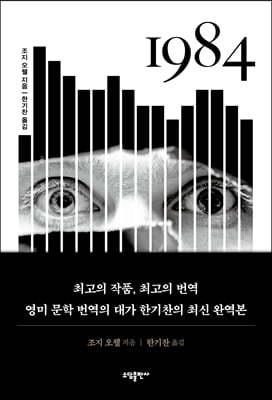 1984
조지 오웰 지음 | 한기찬 옮김
최고의 작품, 최고의 번역
영미 문학 번역의 대가 한기찬의 최신 완역본
조지 오웰 지음 | 한기찬 옮김
소담출판사